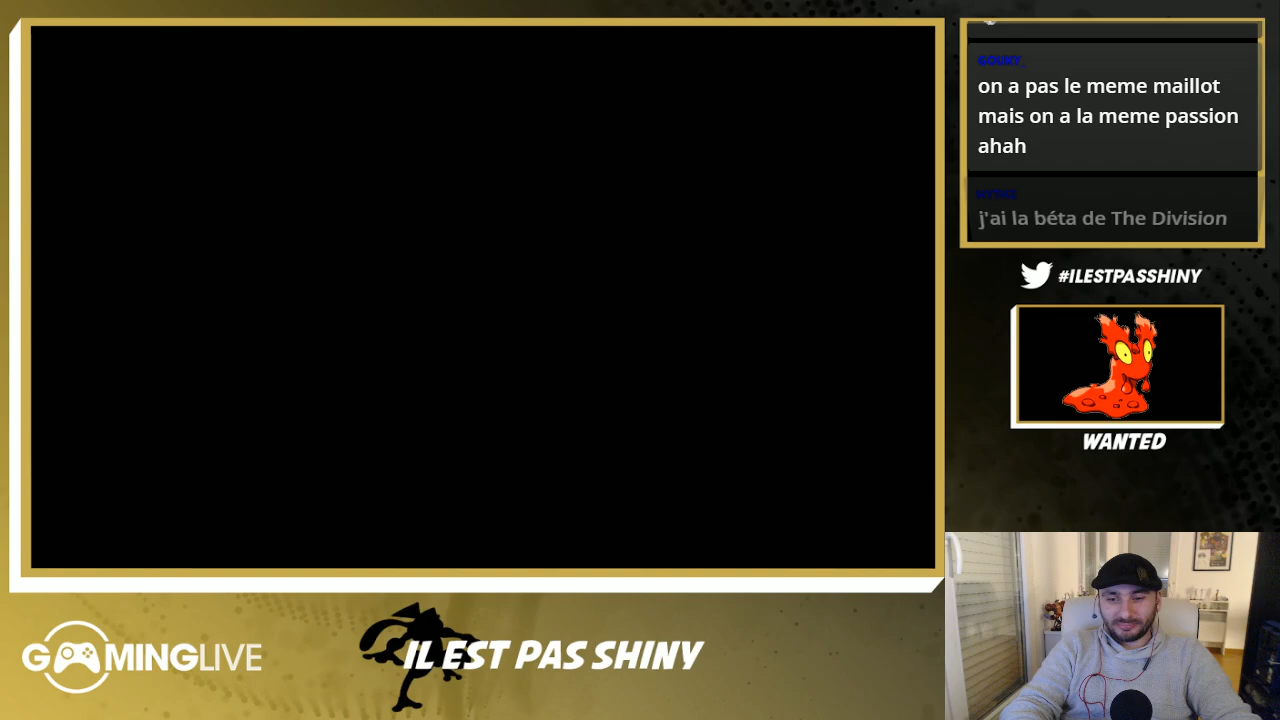 GOUKY_
on a pas le meme maillot
mais on a la meme passion
ahah
j'ai la béta de The Division
#ILESTPASSHINY
WANTED
GAMINGLIVE
IL EST PAS SHINY